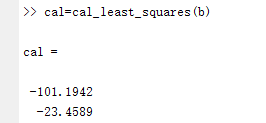 >> cal=cal_least_squares(b)
cal =
-101.1942
-23.4589